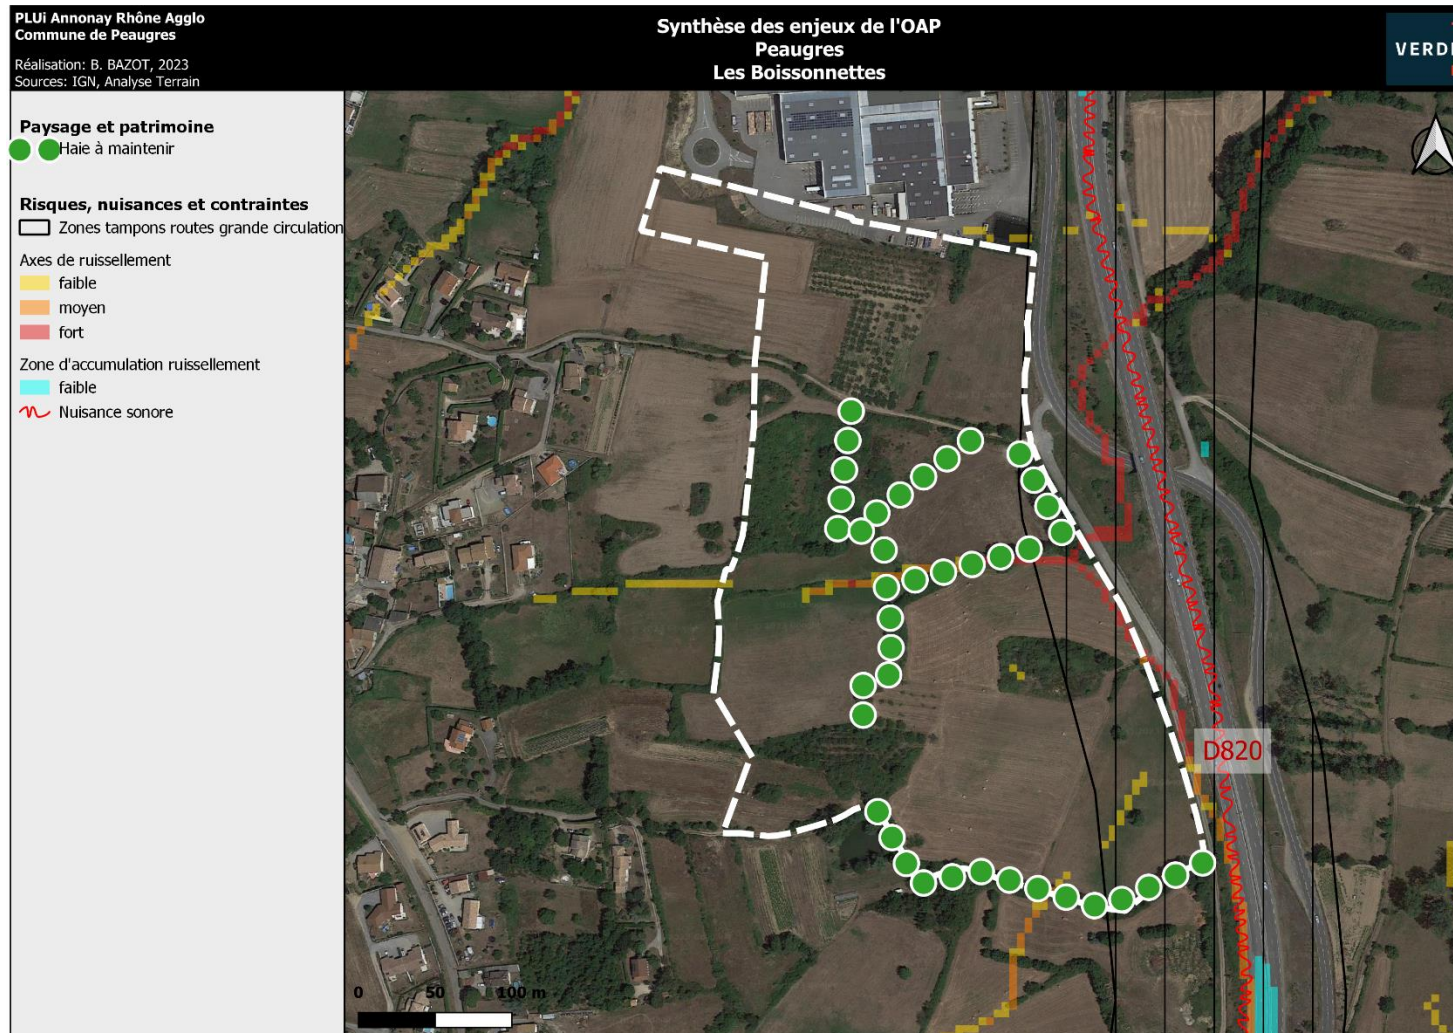 PLUi Annonay Rhône Agglo
Commune de Peaugres
Réalisation: B. BAZOT, 2023
Sources: IGN, Analyse Terrain
Synthèse des enjeux de l'OAP
Peaugres
Les Boissonnettes
VERD
Paysage et patrimoine
Haie à maintenir
Risques, nuisances et contraintes
Zones tampons routes grande circulation
Axes de ruissellement
faible
moyen
fort
Zone d'accumulation ruissellement
faible
Nuisance sonore
D820
0 50 100 m